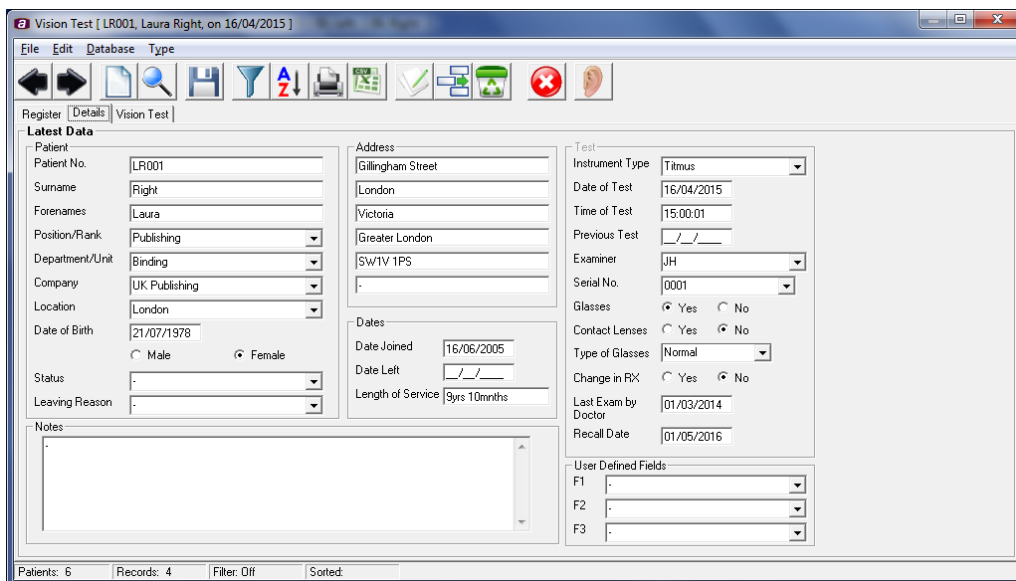 a Vision Test [ LR001, Laura Right, on 16/04/2015 ]
File Edit Database Type
A Z CSV
Register Details Vision Test
Latest Data
Patient
Patient No. LR001
Surname Right
Forenames Laura
Position/Rank Publishing
Department/Unit Binding
Company UK Publishing
Location London
Date of Birth 21/07/1978
Male Female
Status -
Leaving Reason -
Address
Gillingham Street
London
Victoria
Greater London
SW1V 1PS
-
Dates
Date Joined 16/06/2005
Date Left __/__/____
Length of Service 9yrs 10mnths
Test
Instrument Type Titmus
Date of Test 16/04/2015
Time of Test 15:00:01
Previous Test __/__/____
Examiner JH
Serial No. 0001
Glasses Yes No
Contact Lenses Yes No
Type of Glasses Normal
Change in RX Yes No
Last Exam by
Doctor 01/03/2014
Recall Date 01/05/2016
Notes
-
User Defined Fields
F1 -
F2 -
F3 -
Patients: 6 Records: 4 Filter: Off Sorted: